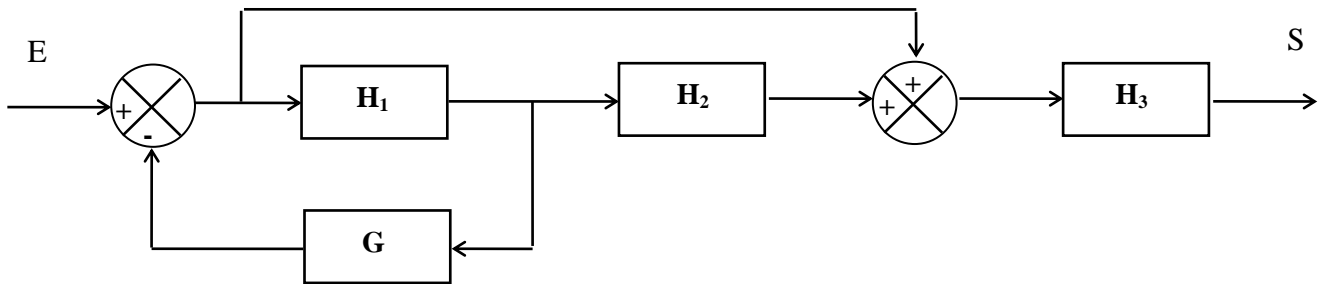 E
S
+
-
H₁
H₂
+
+
H₃
G